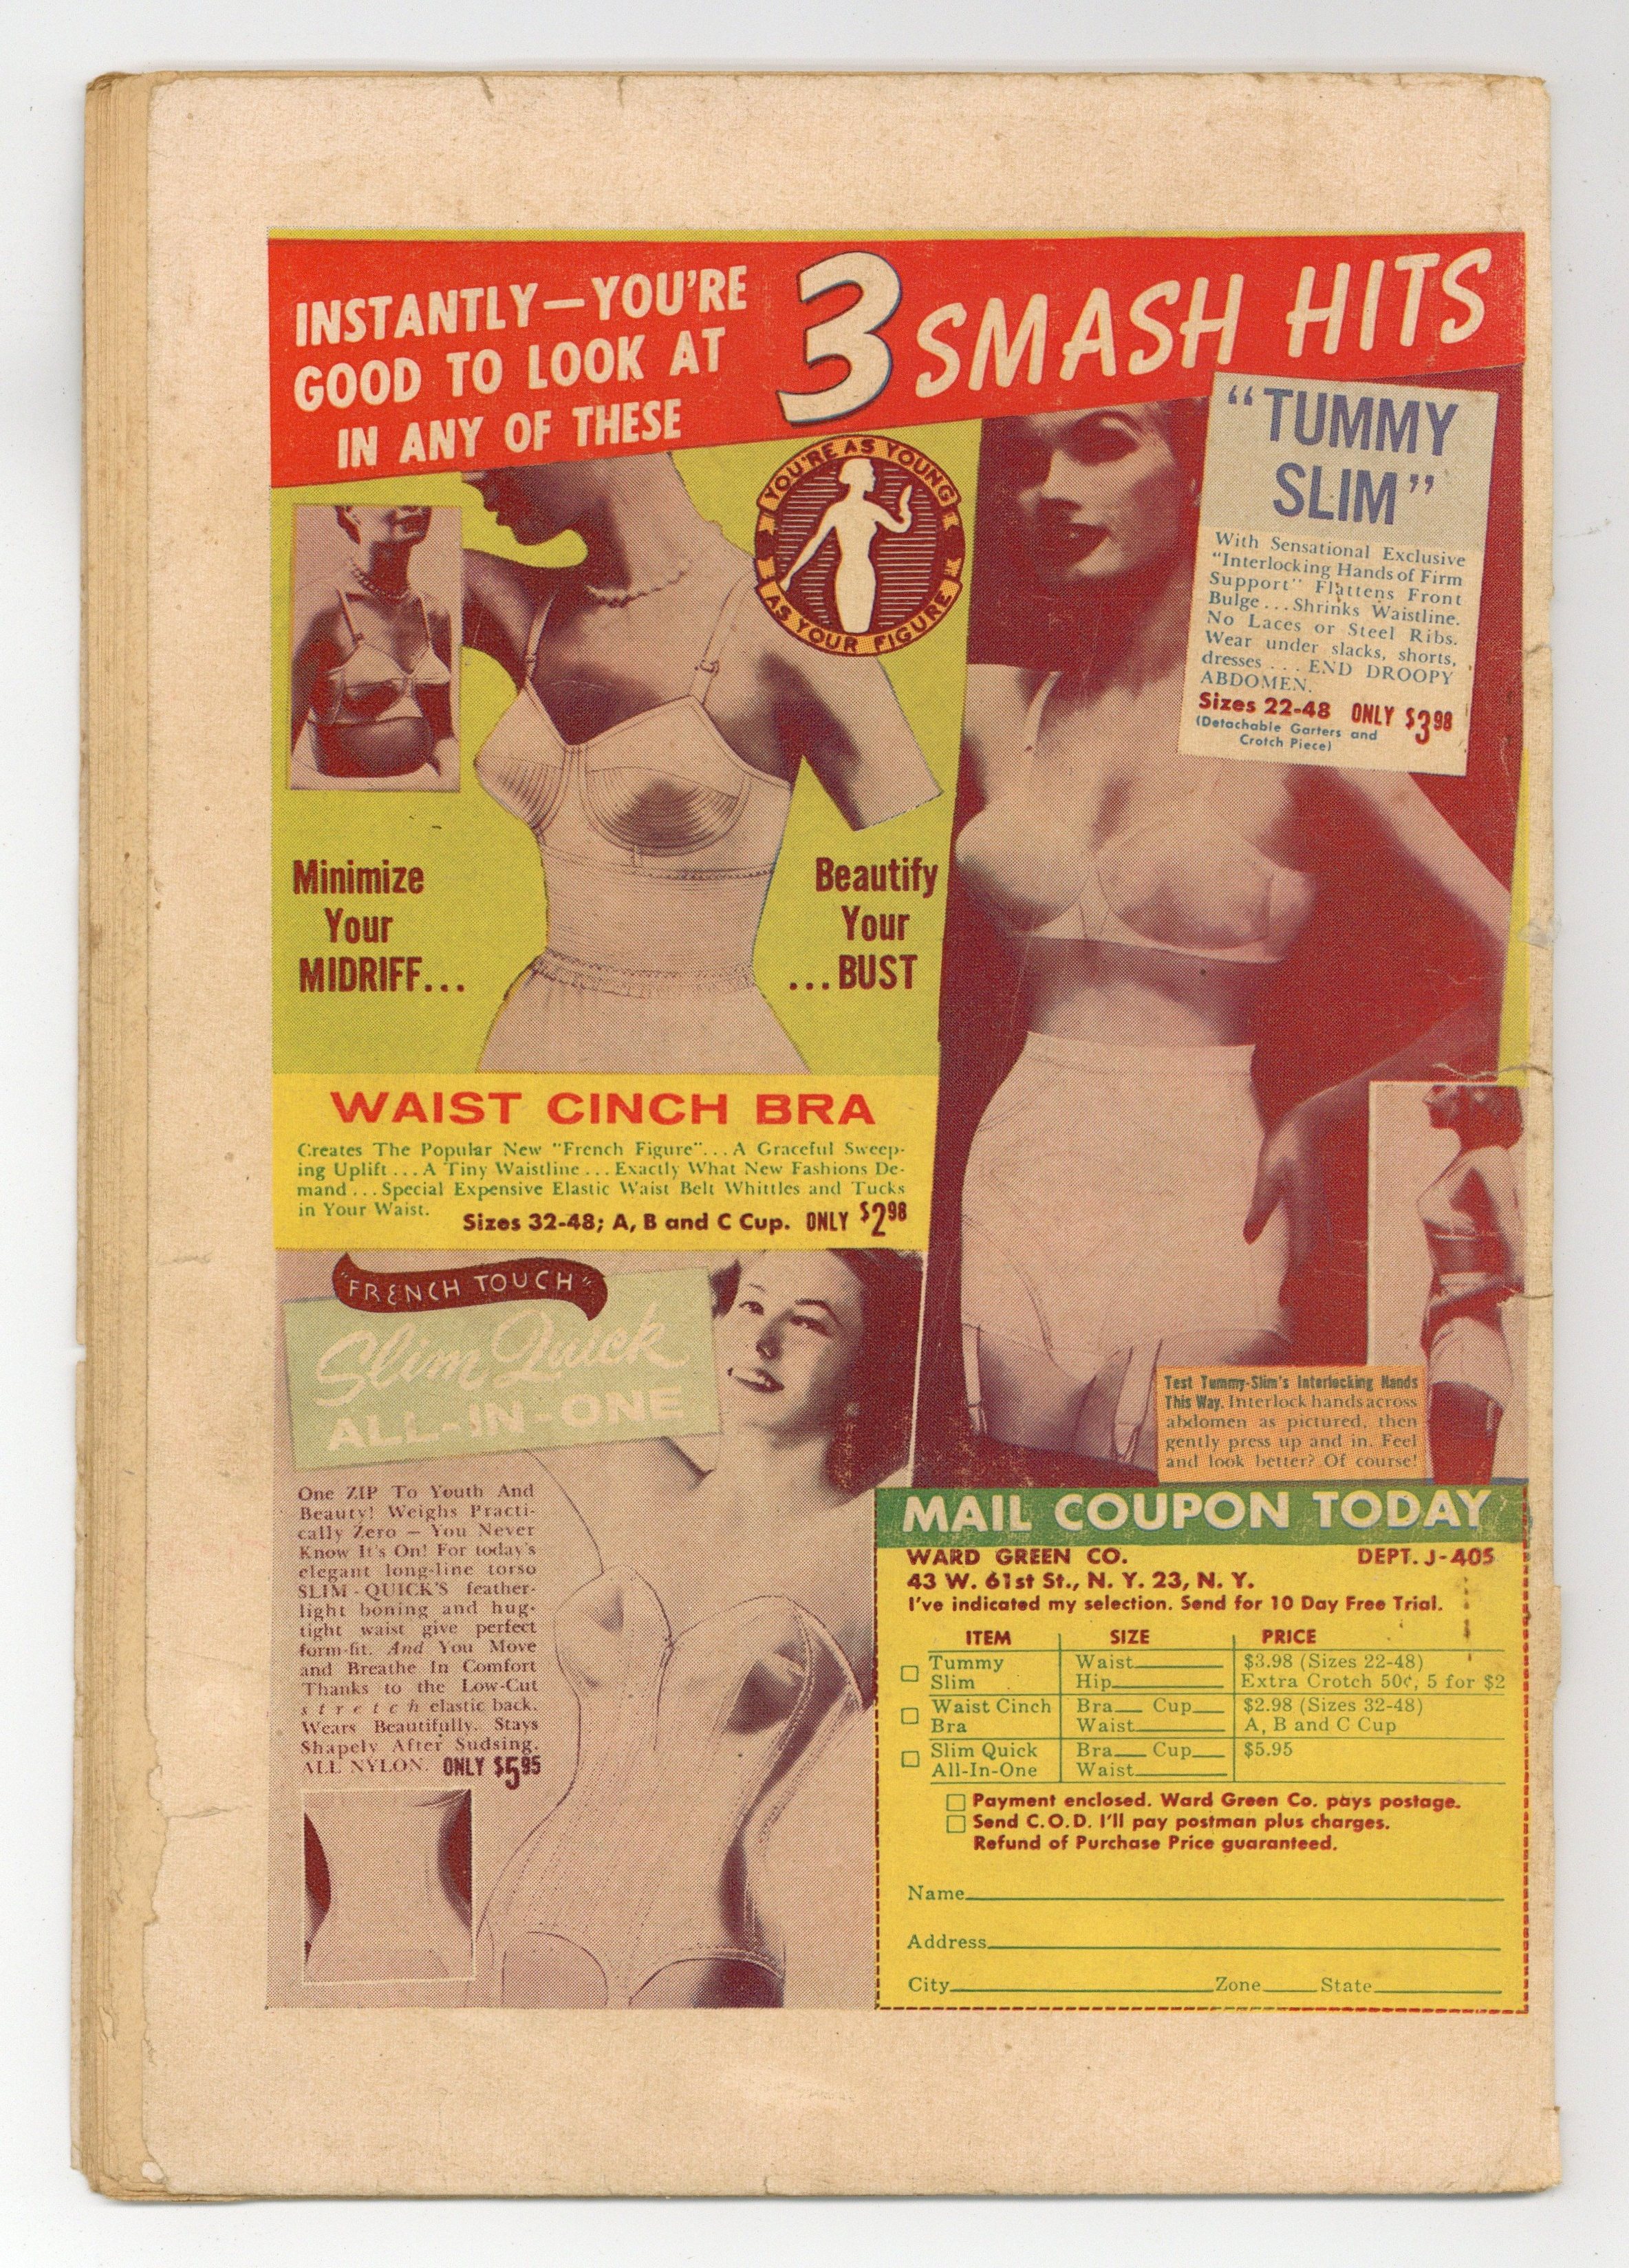 INSTANTLY—YOU'RE
GOOD TO LOOK AT
IN ANY OF THESE
3 SMASH HITS
YOU'RE AS YOUNG
AS YOUR FIGURE
"TUMMY
SLIM"
With Sensational Exclusive
"Interlocking Hands of Firm
Support" Flattens Front
Bulge... Shrinks Waistline.
No Laces or Steel Ribs.
Wear under slacks, shorts,
dresses ... END DROOPY
ABDOMEN.
Sizes 22-48 ONLY $3.98
(Detachable Garters and
Crotch Piece)
Minimize
Your
MIDRIFF...
Beautify
Your
...BUST
WAIST CINCH BRA
Creates The Popular New "French Figure"... A Graceful Sweep-
ing Uplift... A Tiny Waistline... Exactly What New Fashions De-
mand... Special Expensive Elastic Waist Belt Whittles and Tucks
in Your Waist.
Sizes 32-48; A, B and C Cup. ONLY $2.98
"FRENCH TOUCH"
Slim Quick
ALL-IN-ONE
One ZIP To Youth And
Beauty! Weighs Practi-
cally Zero — You Never
Know It's On! For today's
elegant long-line torso
SLIM-QUICK'S feather-
light boning and hug-
tight waist give perfect
form-fit. And You Move
and Breathe In Comfort
Thanks to the Low-Cut
stretch elastic back.
Wears Beautifully. Stays
Shapely After Sudsing.
ALL NYLON. ONLY $5.95
Test Tummy-Slim's Interlocking Hands
This Way. Interlock hands across
abdomen as pictured, then
gently press up and in. Feel
and look better? Of course!
MAIL COUPON TODAY
WARD GREEN CO. DEPT. J-405
43 W. 61st St., N. Y. 23, N. Y.
I've indicated my selection. Send for 10 Day Free Trial.
ITEM SIZE PRICE
Tummy Waist $3.98 (Sizes 22-48)
Slim Hip Extra Crotch 50¢, 5 for $2
Waist Cinch Bra Cup $2.98 (Sizes 32-48)
Bra Waist A, B and C Cup
Slim Quick Bra Cup $5.95
All-In-One Waist
Payment enclosed. Ward Green Co. pays postage.
Send C.O.D. I'll pay postman plus charges.
Refund of Purchase Price guaranteed.
Name
Address
City Zone State